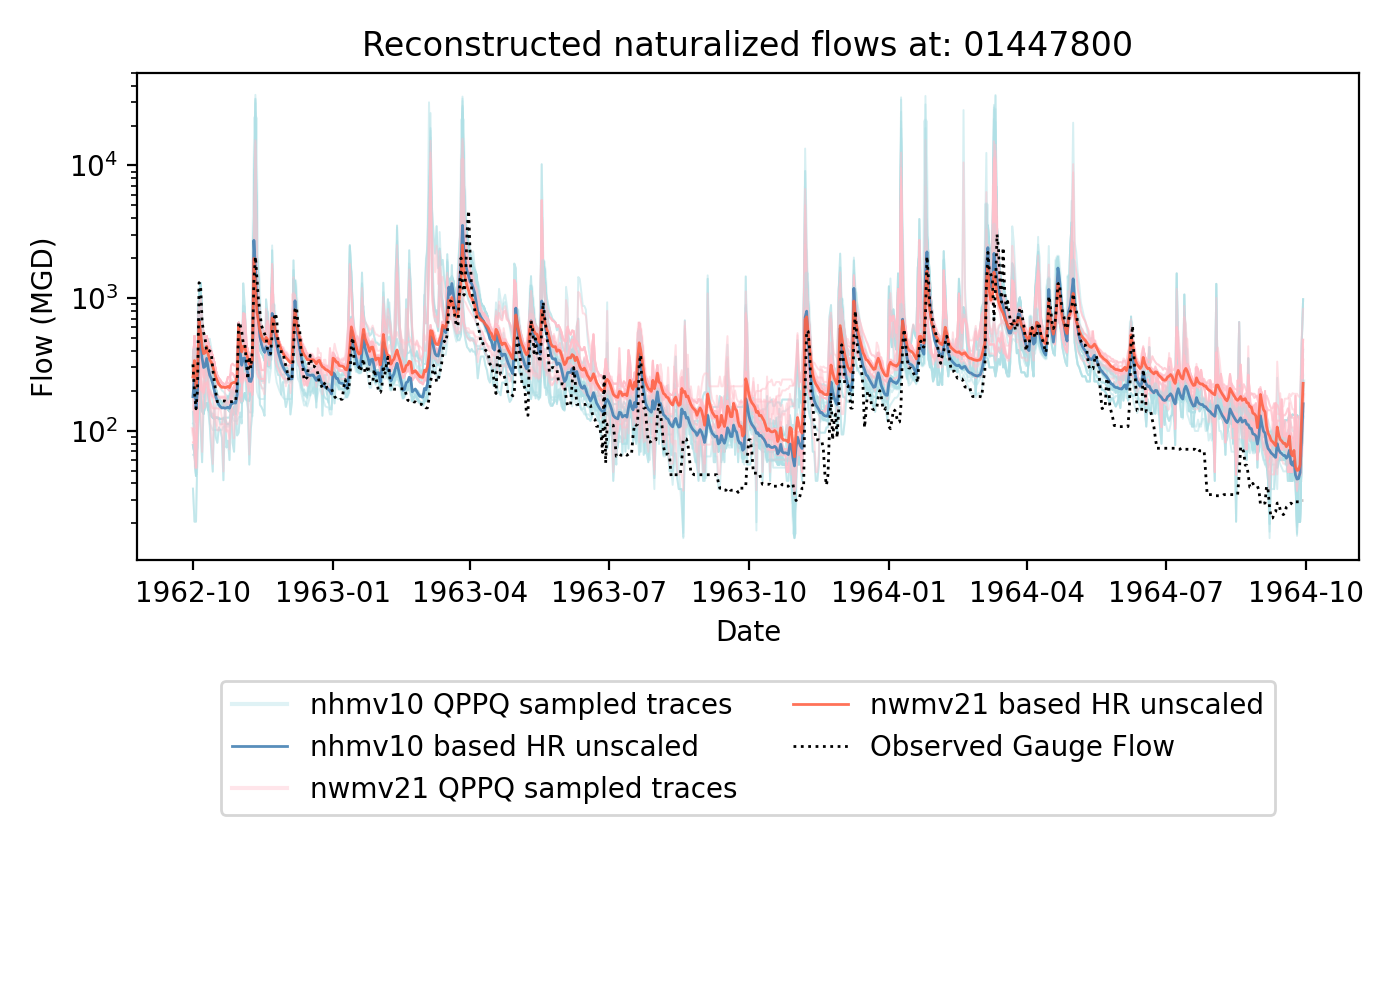 Reconstructed naturalized flows at: 01447800
10^4
10^3
10^2
Flow (MGD)
1962-10 1963-01 1963-04 1963-07 1963-10 1964-01 1964-04 1964-07 1964-10
Date
nhmv10 QPPQ sampled traces
nhmv10 based HR unscaled
nwmv21 QPPQ sampled traces
nwmv21 based HR unscaled
Observed Gauge Flow